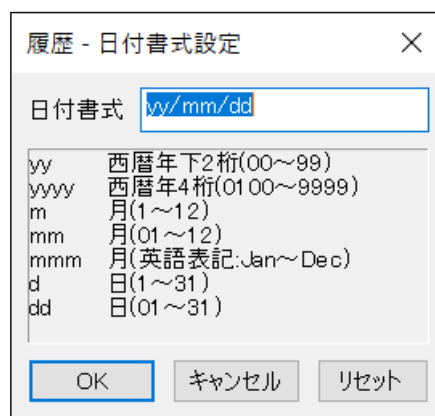 履歴 - 日付書式設定
日付書式 yy/mm/dd
yy 西暦年下2桁(00～99)
yyyy 西暦年4桁(0100～9999)
m 月(1～12)
mm 月(01～12)
mmm 月(英語表記:Jan～Dec)
d 日(1～31)
dd 日(01～31)
OK キャンセル リセット